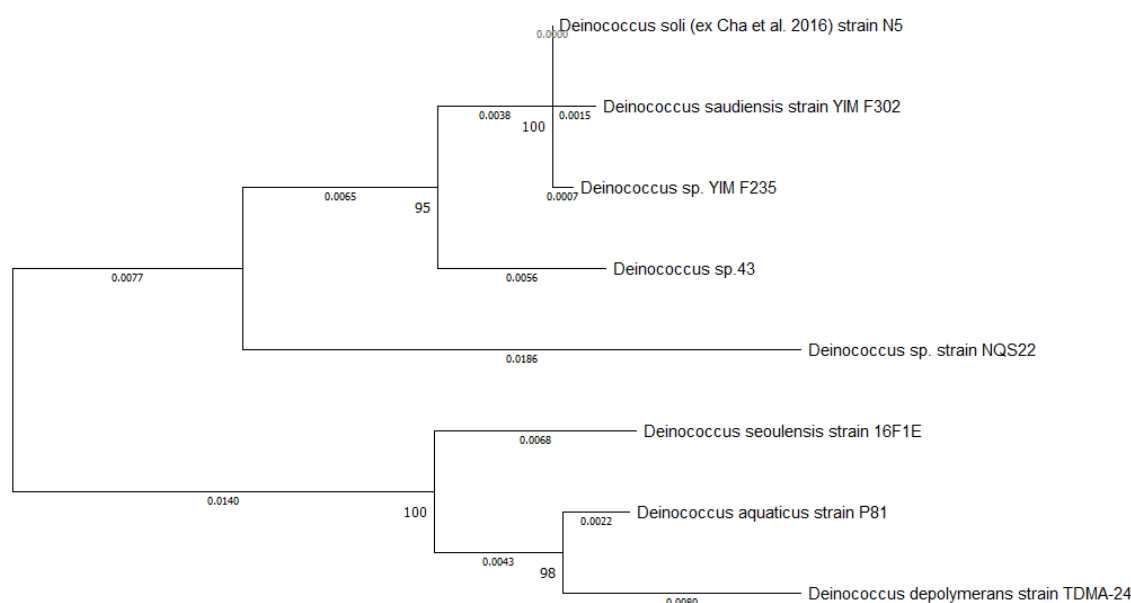 Deinococcus soli (ex Cha et al. 2016) strain N5
0.0000
Deinococcus saudiensis strain YIM F302
0.0038
0.0015
100
Deinococcus sp. YIM F235
0.0065
0.0007
95
Deinococcus sp.43
0.0077
0.0056
Deinococcus sp. strain NQS22
0.0186
Deinococcus seoulensis strain 16F1E
0.0068
0.0140
100
Deinococcus aquaticus strain P81
0.0022
0.0043
98
Deinococcus depolymerans strain TDMA-24
0.0080